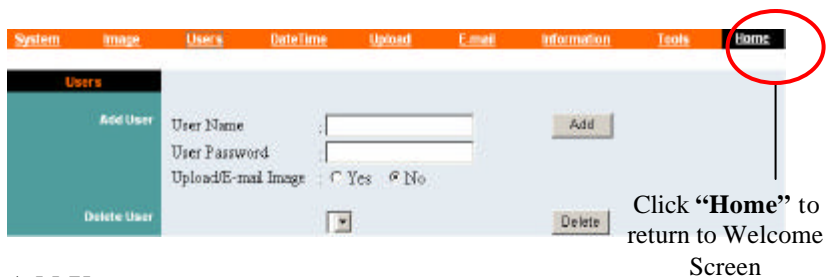 System Image Users DateTime Upload E-mail Information Tools Home
Users
Add User
User Name : Add
User Password :
Upload/E-mail Image : Yes No
Delete User Delete
Click “Home” to
return to Welcome
Screen